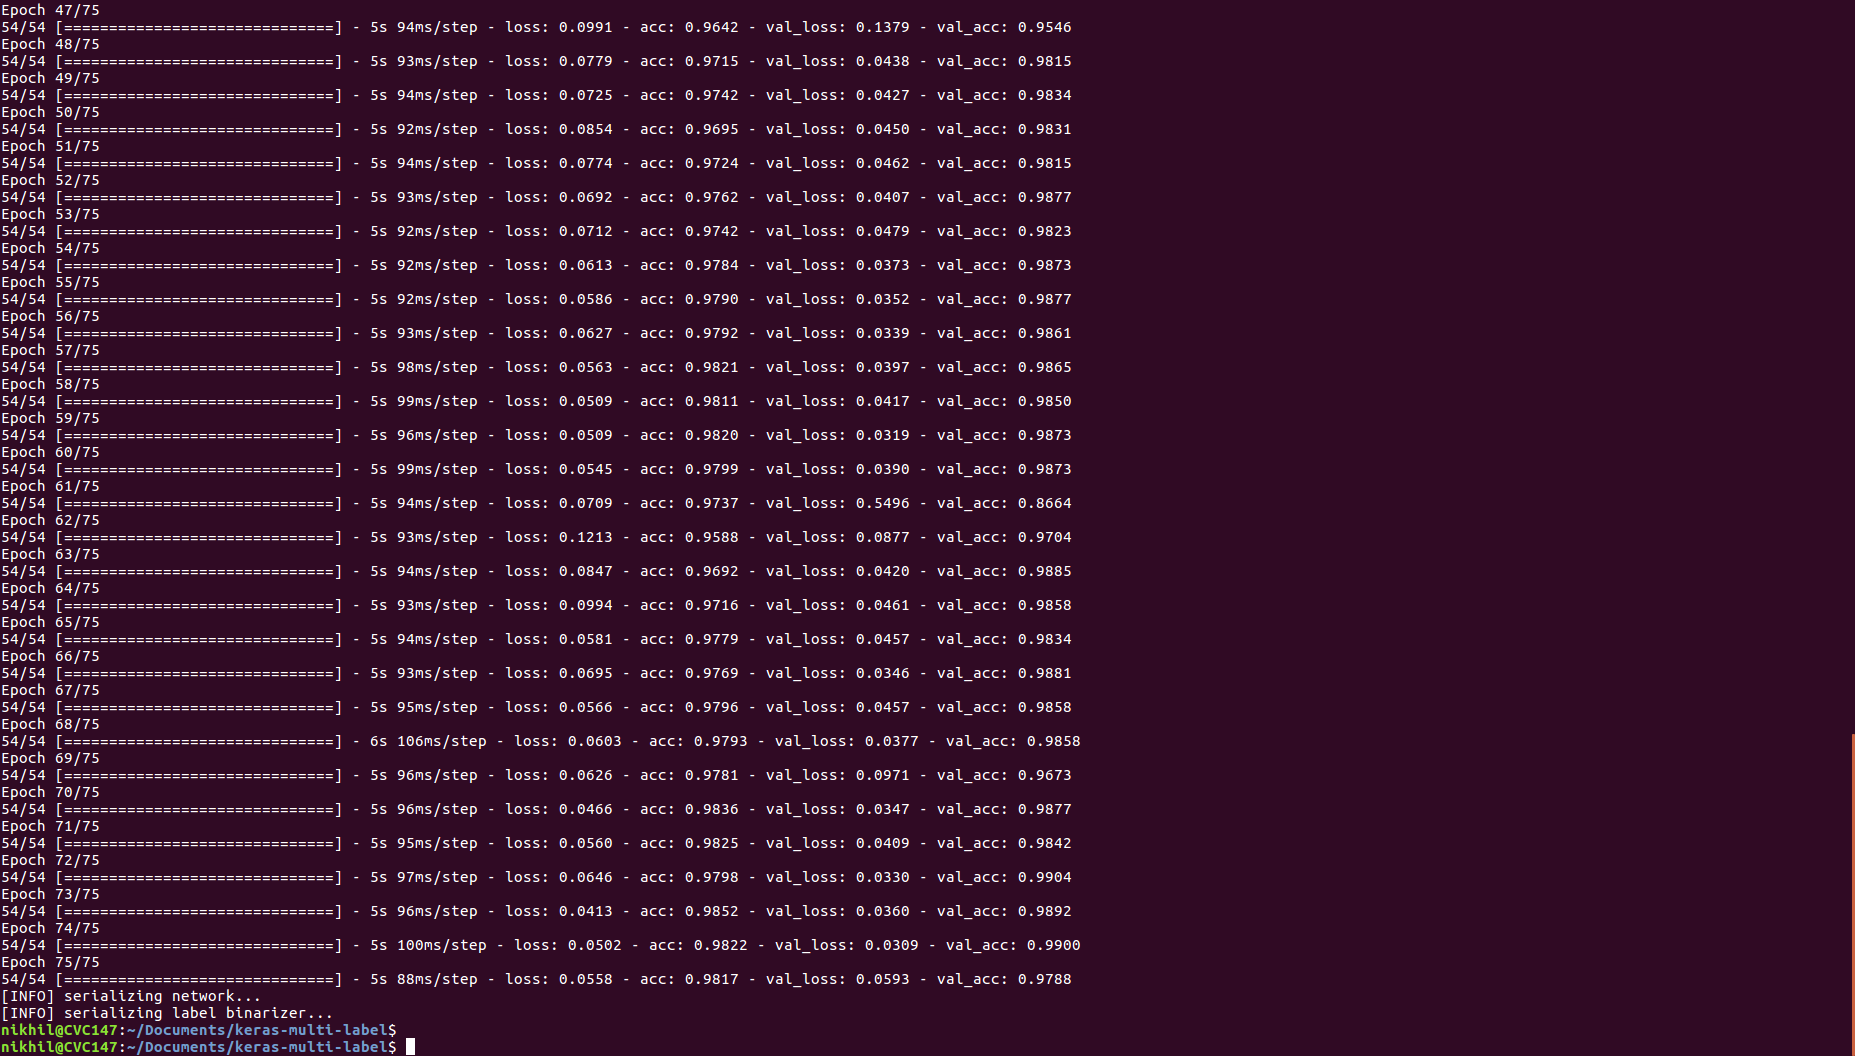 Epoch 47/75
54/54 [==============================] - 5s 94ms/step - loss: 0.0991 - acc: 0.9642 - val_loss: 0.1379 - val_acc: 0.9546
Epoch 48/75
54/54 [==============================] - 5s 93ms/step - loss: 0.0779 - acc: 0.9715 - val_loss: 0.0438 - val_acc: 0.9815
Epoch 49/75
54/54 [==============================] - 5s 94ms/step - loss: 0.0725 - acc: 0.9742 - val_loss: 0.0427 - val_acc: 0.9834
Epoch 50/75
54/54 [==============================] - 5s 92ms/step - loss: 0.0854 - acc: 0.9695 - val_loss: 0.0450 - val_acc: 0.9831
Epoch 51/75
54/54 [==============================] - 5s 94ms/step - loss: 0.0774 - acc: 0.9724 - val_loss: 0.0462 - val_acc: 0.9815
Epoch 52/75
54/54 [==============================] - 5s 93ms/step - loss: 0.0692 - acc: 0.9762 - val_loss: 0.0407 - val_acc: 0.9877
Epoch 53/75
54/54 [==============================] - 5s 92ms/step - loss: 0.0712 - acc: 0.9742 - val_loss: 0.0479 - val_acc: 0.9823
Epoch 54/75
54/54 [==============================] - 5s 92ms/step - loss: 0.0613 - acc: 0.9784 - val_loss: 0.0373 - val_acc: 0.9873
Epoch 55/75
54/54 [==============================] - 5s 92ms/step - loss: 0.0586 - acc: 0.9790 - val_loss: 0.0352 - val_acc: 0.9877
Epoch 56/75
54/54 [==============================] - 5s 93ms/step - loss: 0.0627 - acc: 0.9792 - val_loss: 0.0339 - val_acc: 0.9861
Epoch 57/75
54/54 [==============================] - 5s 98ms/step - loss: 0.0563 - acc: 0.9821 - val_loss: 0.0397 - val_acc: 0.9865
Epoch 58/75
54/54 [==============================] - 5s 99ms/step - loss: 0.0509 - acc: 0.9811 - val_loss: 0.0417 - val_acc: 0.9850
Epoch 59/75
54/54 [==============================] - 5s 96ms/step - loss: 0.0509 - acc: 0.9820 - val_loss: 0.0319 - val_acc: 0.9873
Epoch 60/75
54/54 [==============================] - 5s 99ms/step - loss: 0.0545 - acc: 0.9799 - val_loss: 0.0390 - val_acc: 0.9873
Epoch 61/75
54/54 [==============================] - 5s 94ms/step - loss: 0.0709 - acc: 0.9737 - val_loss: 0.5496 - val_acc: 0.8664
Epoch 62/75
54/54 [==============================] - 5s 93ms/step - loss: 0.1213 - acc: 0.9588 - val_loss: 0.0877 - val_acc: 0.9704
Epoch 63/75
54/54 [==============================] - 5s 94ms/step - loss: 0.0847 - acc: 0.9692 - val_loss: 0.0420 - val_acc: 0.9885
Epoch 64/75
54/54 [==============================] - 5s 93ms/step - loss: 0.0994 - acc: 0.9716 - val_loss: 0.0461 - val_acc: 0.9858
Epoch 65/75
54/54 [==============================] - 5s 94ms/step - loss: 0.0581 - acc: 0.9779 - val_loss: 0.0457 - val_acc: 0.9834
Epoch 66/75
54/54 [==============================] - 5s 93ms/step - loss: 0.0695 - acc: 0.9769 - val_loss: 0.0346 - val_acc: 0.9881
Epoch 67/75
54/54 [==============================] - 5s 95ms/step - loss: 0.0566 - acc: 0.9796 - val_loss: 0.0457 - val_acc: 0.9858
Epoch 68/75
54/54 [==============================] - 6s 106ms/step - loss: 0.0603 - acc: 0.9793 - val_loss: 0.0377 - val_acc: 0.9858
Epoch 69/75
54/54 [==============================] - 5s 96ms/step - loss: 0.0626 - acc: 0.9781 - val_loss: 0.0971 - val_acc: 0.9673
Epoch 70/75
54/54 [==============================] - 5s 96ms/step - loss: 0.0466 - acc: 0.9836 - val_loss: 0.0347 - val_acc: 0.9877
Epoch 71/75
54/54 [==============================] - 5s 95ms/step - loss: 0.0560 - acc: 0.9825 - val_loss: 0.0409 - val_acc: 0.9842
Epoch 72/75
54/54 [==============================] - 5s 97ms/step - loss: 0.0646 - acc: 0.9798 - val_loss: 0.0330 - val_acc: 0.9904
Epoch 73/75
54/54 [==============================] - 5s 96ms/step - loss: 0.0413 - acc: 0.9852 - val_loss: 0.0360 - val_acc: 0.9892
Epoch 74/75
54/54 [==============================] - 5s 100ms/step - loss: 0.0502 - acc: 0.9822 - val_loss: 0.0309 - val_acc: 0.9900
Epoch 75/75
54/54 [==============================] - 5s 88ms/step - loss: 0.0558 - acc: 0.9817 - val_loss: 0.0593 - val_acc: 0.9788
[INFO] serializing network...
[INFO] serializing label binarizer...
nikhil@CVC147:~/Documents/keras-multi-label$
nikhil@CVC147:~/Documents/keras-multi-label$